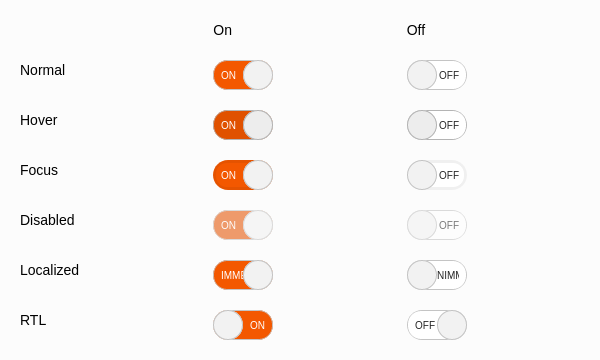 On Off
Normal ON OFF
Hover ON OFF
Focus ON OFF
Disabled ON OFF
Localized IMME NIMM
RTL ON OFF